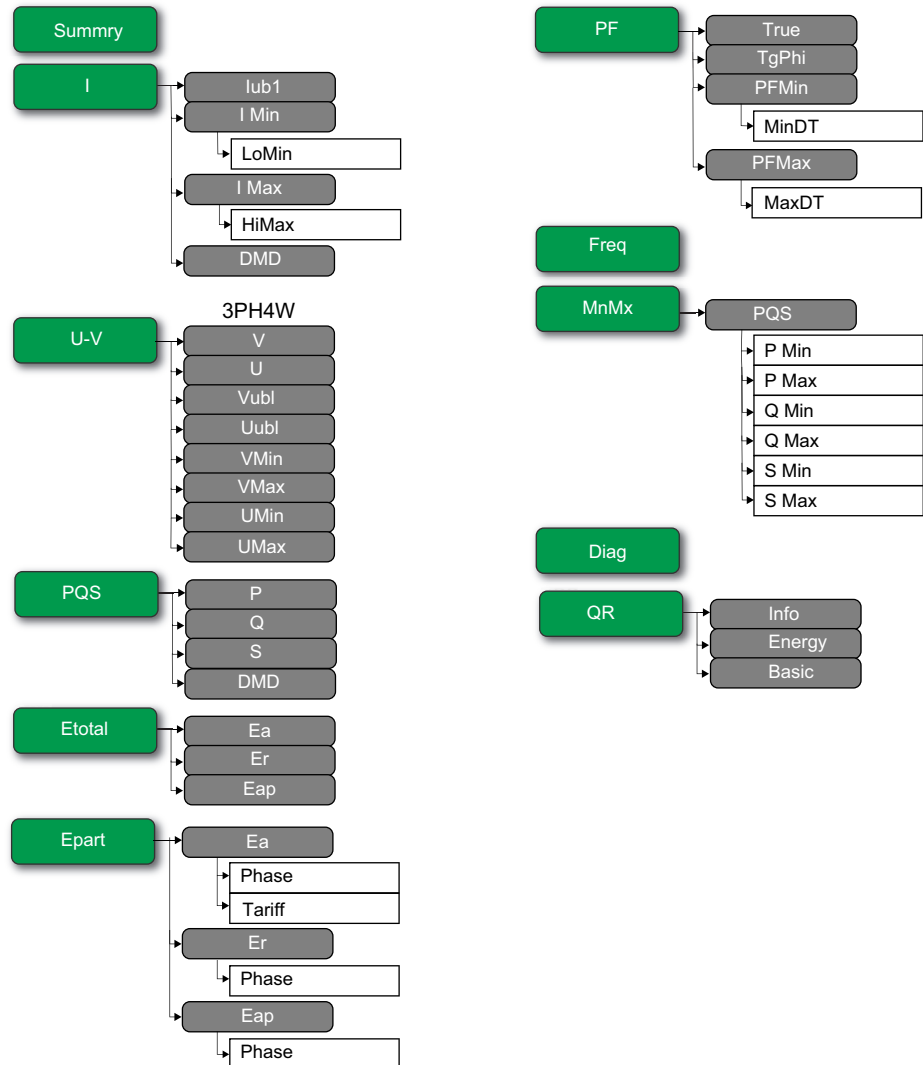 Summry
I
Iub1
I Min
LoMin
I Max
HiMax
DMD
3PH4W
U-V
V
U
Vubl
Uubl
VMin
VMax
UMin
UMax
PQS
P
Q
S
DMD
Etotal
Ea
Er
Eap
Epart
Ea
Phase
Tariff
Er
Phase
Eap
Phase
PF
True
TgPhi
PFMin
MinDT
PFMax
MaxDT
Freq
MnMx
PQS
P Min
P Max
Q Min
Q Max
S Min
S Max
Diag
QR
Info
Energy
Basic